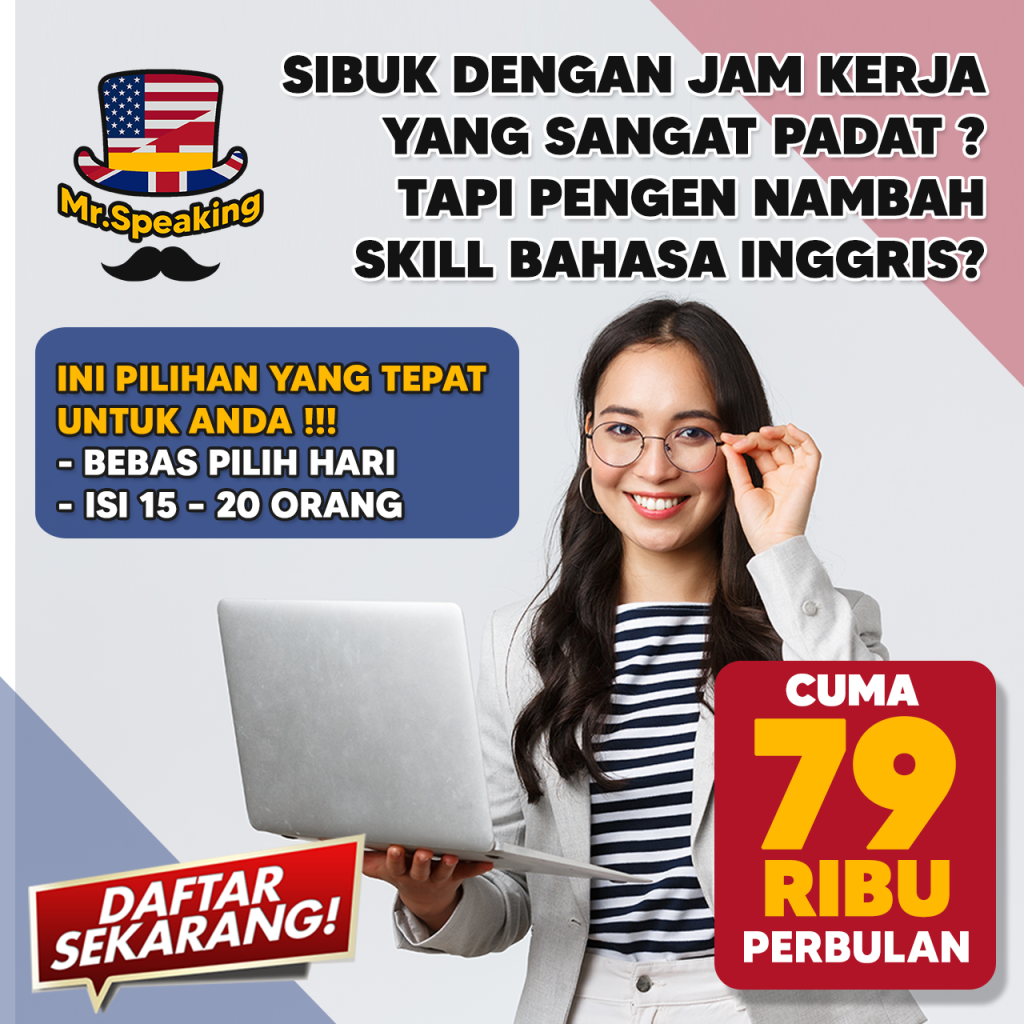 Mr.Speaking
SIBUK DENGAN JAM KERJA
YANG SANGAT PADAT ?
TAPI PENGEN NAMBAH
SKILL BAHASA INGGRIS?
INI PILIHAN YANG TEPAT
UNTUK ANDA !!!
- BEBAS PILIH HARI
- ISI 15 - 20 ORANG
CUMA
79
RIBU
PERBULAN
DAFTAR
SEKARANG!